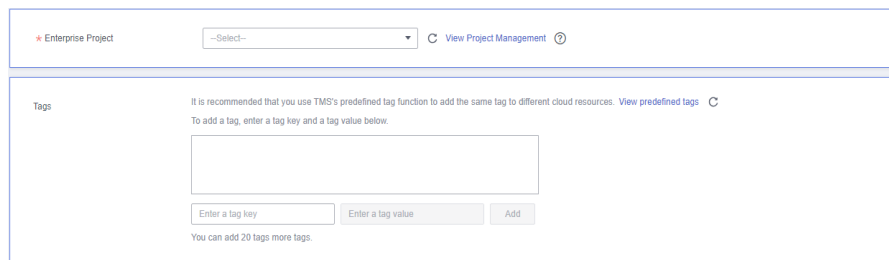 * Enterprise Project --Select-- View Project Management ?
Tags It is recommended that you use TMS's predefined tag function to add the same tag to different cloud resources. View predefined tags
To add a tag, enter a tag key and a tag value below.
Enter a tag key Enter a tag value Add
You can add 20 tags more tags.